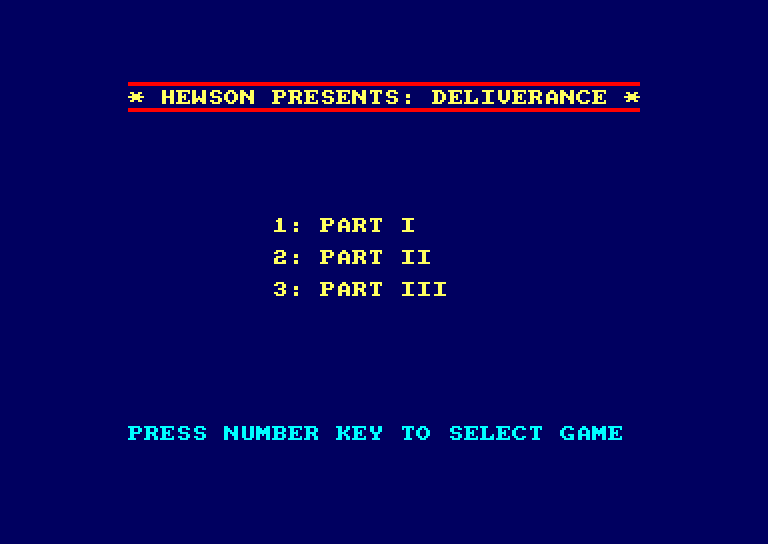 * HEWSON PRESENTS: DELIVERANCE *
1: PART I
2: PART II
3: PART III
PRESS NUMBER KEY TO SELECT GAME